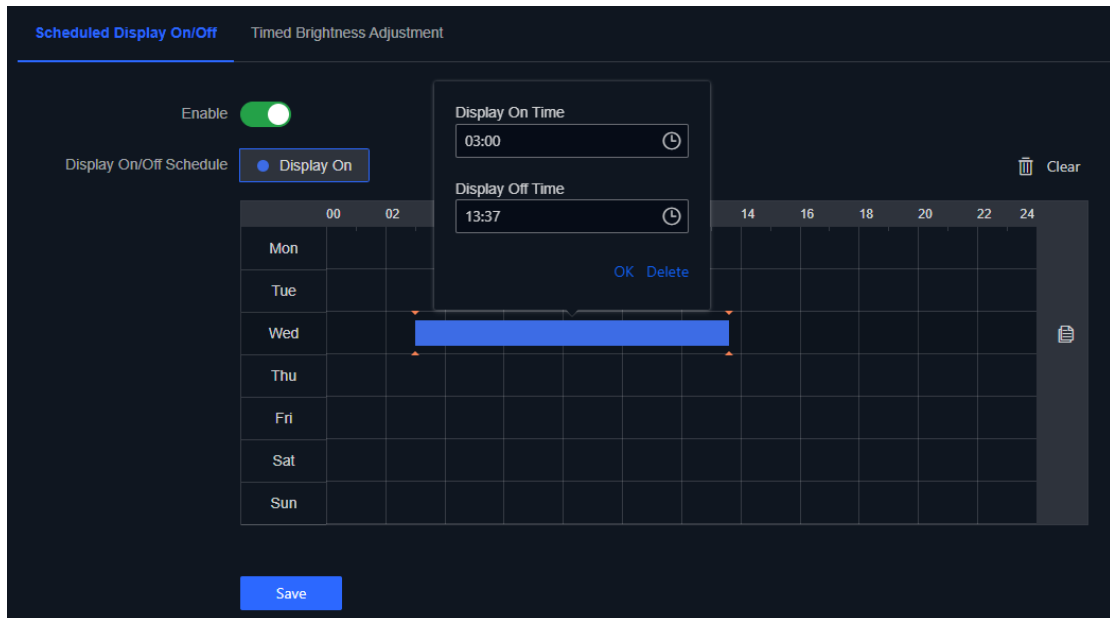 Scheduled Display On/Off Timed Brightness Adjustment
Enable
Display On Time
03:00
Display On/Off Schedule Display On
Clear
Display Off Time
13:37
00 02 14 16 18 20 22 24
Mon
OK Delete
Tue
Wed
Thu
Fri
Sat
Sun
Save